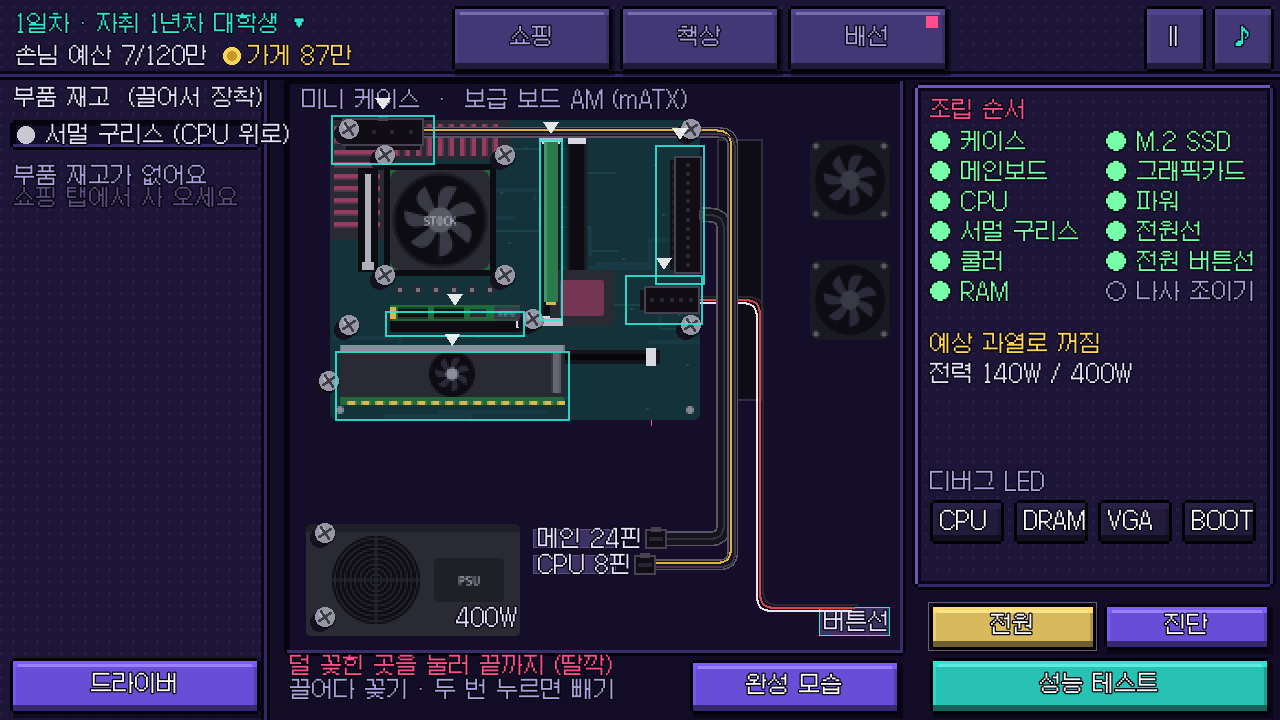 1일차 · 자취 1년차 대학생 ▼
손님 예산 7/120만 가게 87만
쇼핑
책상
배선
부품 재고 (끌어서 장착)
서멀 구리스 (CPU 위로)
부품 재고가 없어요
쇼핑 탭에서 사 오세요
드라이버
미니 케이스 · 보급 보드 AM (mATX)
STOCK
PSU
400W
메인 24핀
CPU 8핀
버튼선
덜 꽂힌 곳을 눌러 끝까지 (딸깍)
끌어다 꽂기 · 두 번 누르면 빼기
완성 모습
조립 순서
케이스
메인보드
CPU
서멀 구리스
쿨러
RAM
M.2 SSD
그래픽카드
파워
전원선
전원 버튼선
나사 조이기
예상 과열로 꺼짐
전력 140W / 400W
디버그 LED
CPU
DRAM
VGA
BOOT
전원
진단
성능 테스트